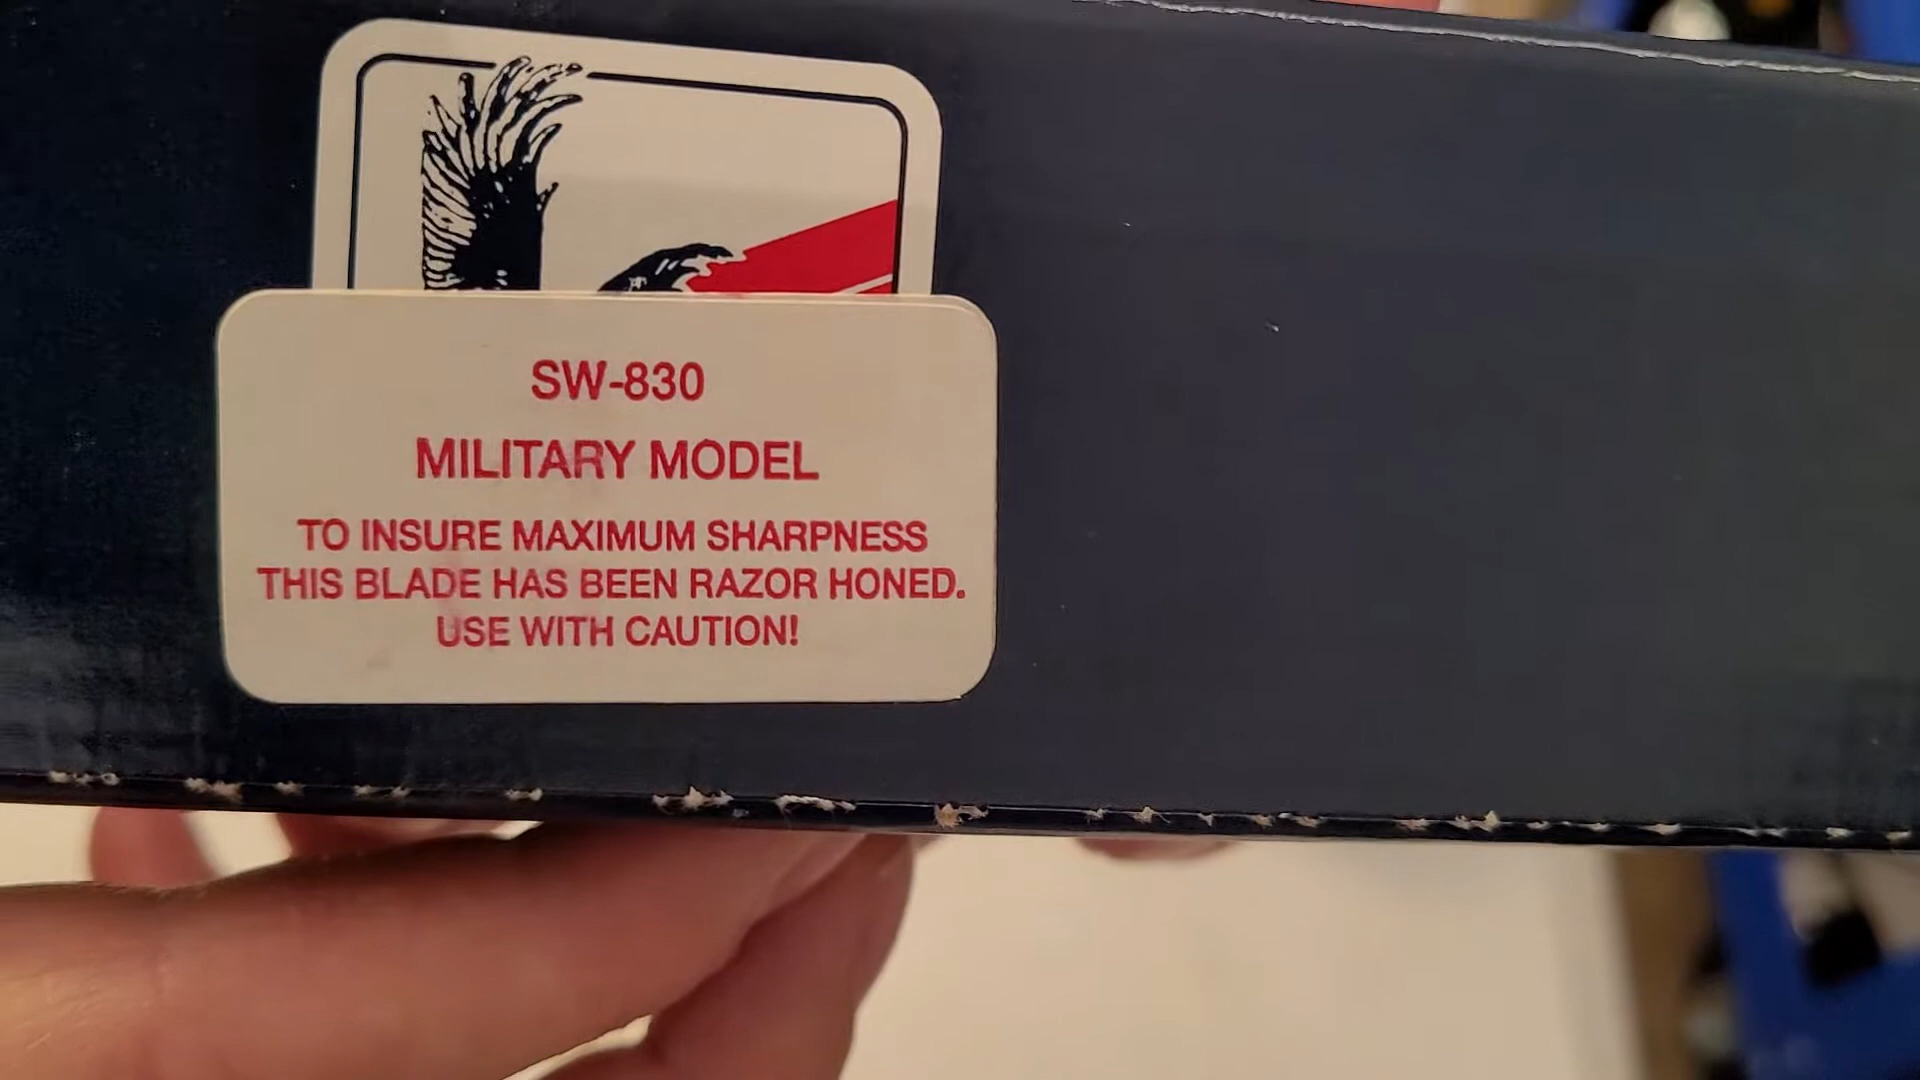 SW-830
MILITARY MODEL
TO INSURE MAXIMUM SHARPNESS
THIS BLADE HAS BEEN RAZOR HONED.
USE WITH CAUTION!